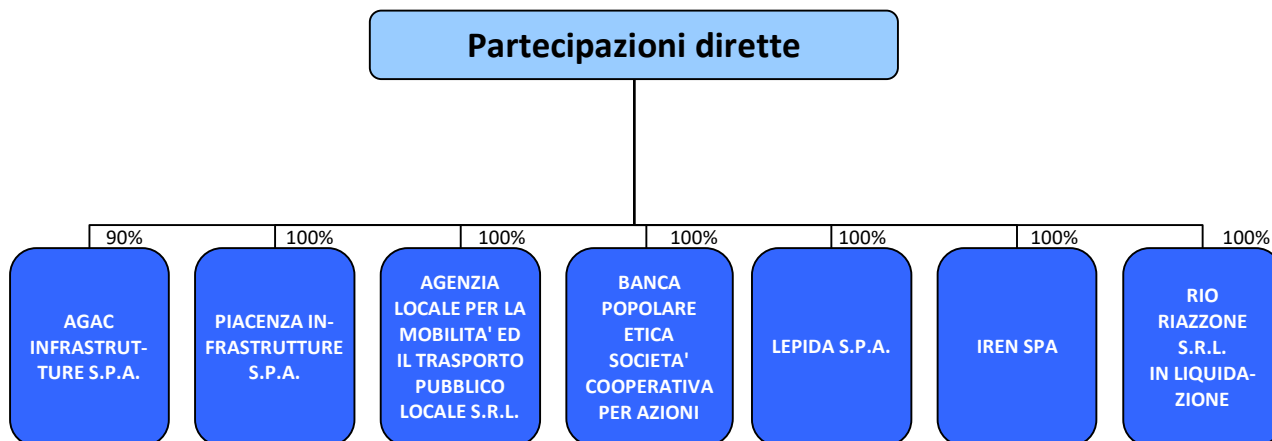 Partecipazioni dirette
90%
100%
100%
100%
100%
100%
100%
AGAC
INFRASTRUT-
TURE S.P.A.
PIACENZA IN-
FRASTRUTTURE
S.P.A.
AGENZIA
LOCALE PER LA
MOBILITA' ED
IL TRASPORTO
PUBBLICO
LOCALE S.R.L.
BANCA
POPOLARE
ETICA
SOCIETA'
COOPERATIVA
PER AZIONI
LEPIDA S.P.A.
IREN SPA
RIO
RIAZZONE
S.R.L.
IN LIQUIDA-
ZIONE